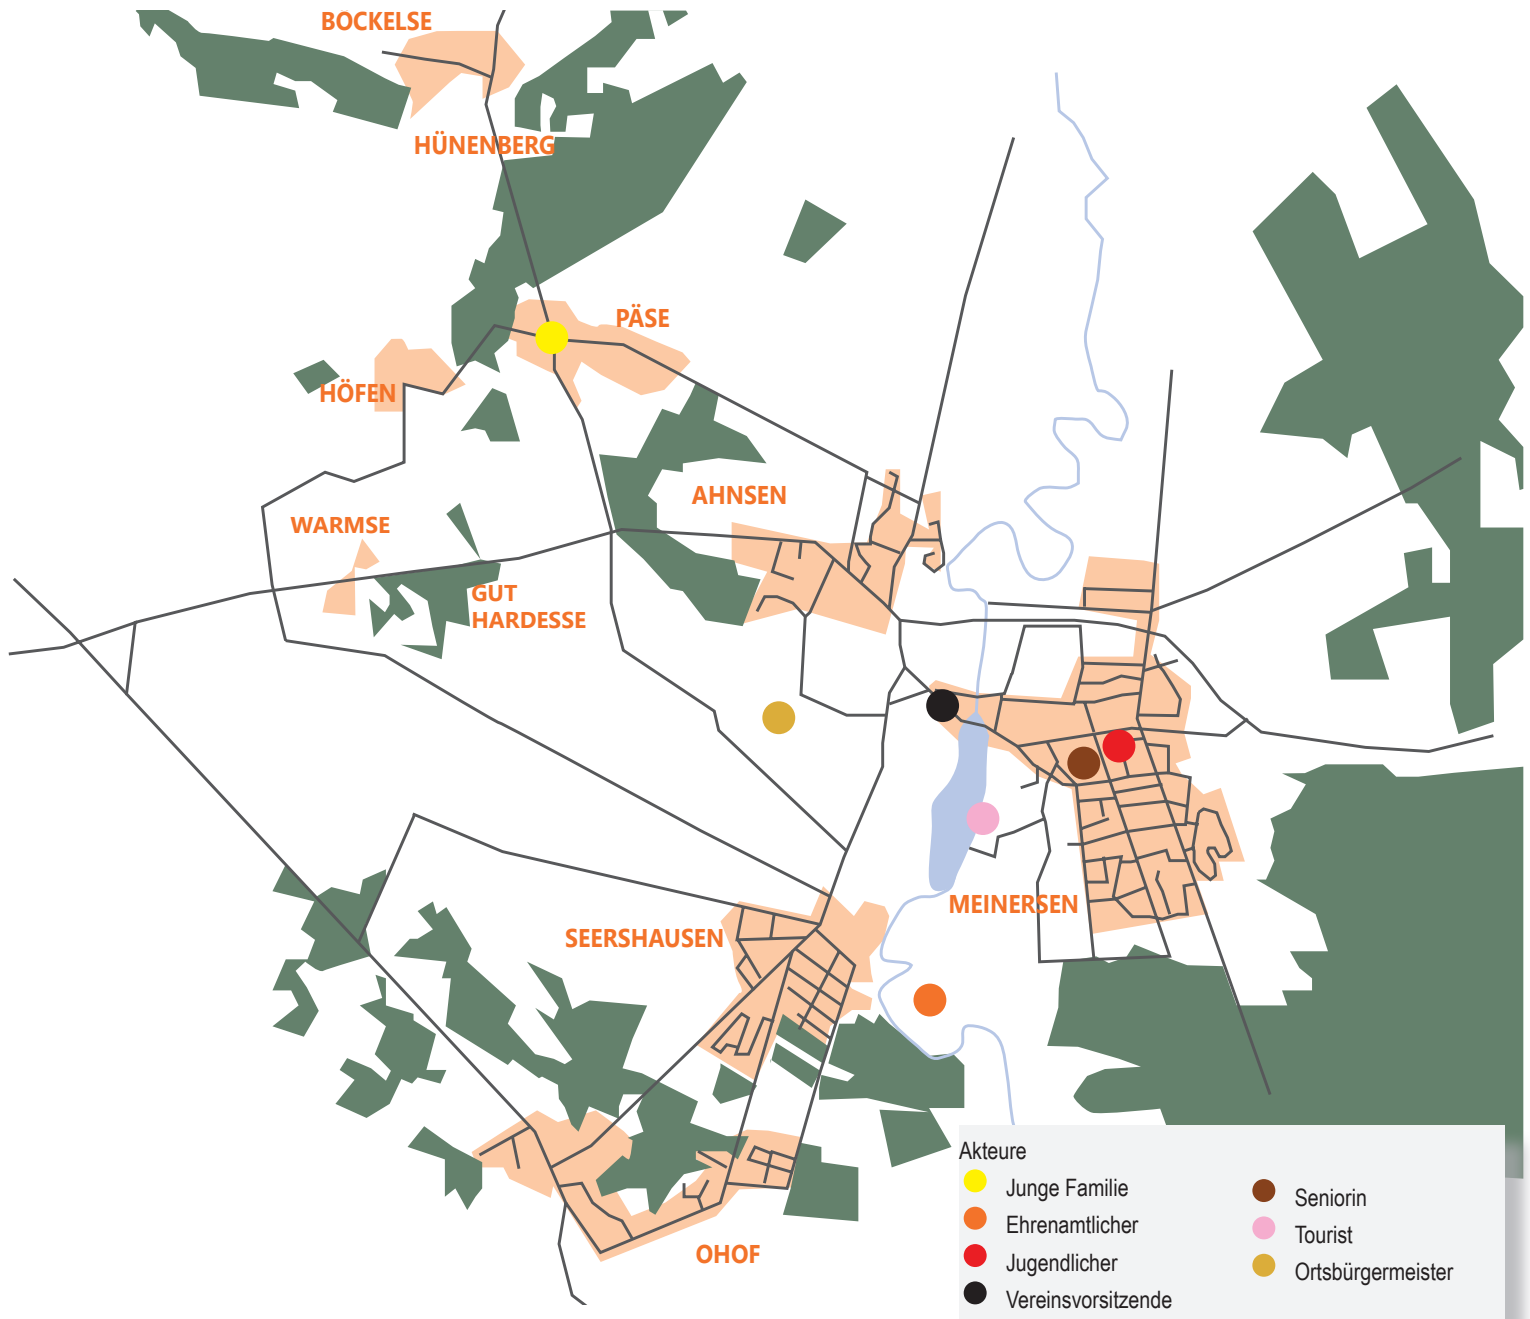 BOCKELSE
HÜNENBERG
PÄSE
HÖFEN
AHNSEN
WARMSE
GUT
HARDESSE
MEINERSEN
SEERSHAUSEN
OHOF
Akteure
Junge Familie
Ehrenamtlicher
Jugendlicher
Vereinsvorsitzende
Seniorin
Tourist
Ortsbürgermeister